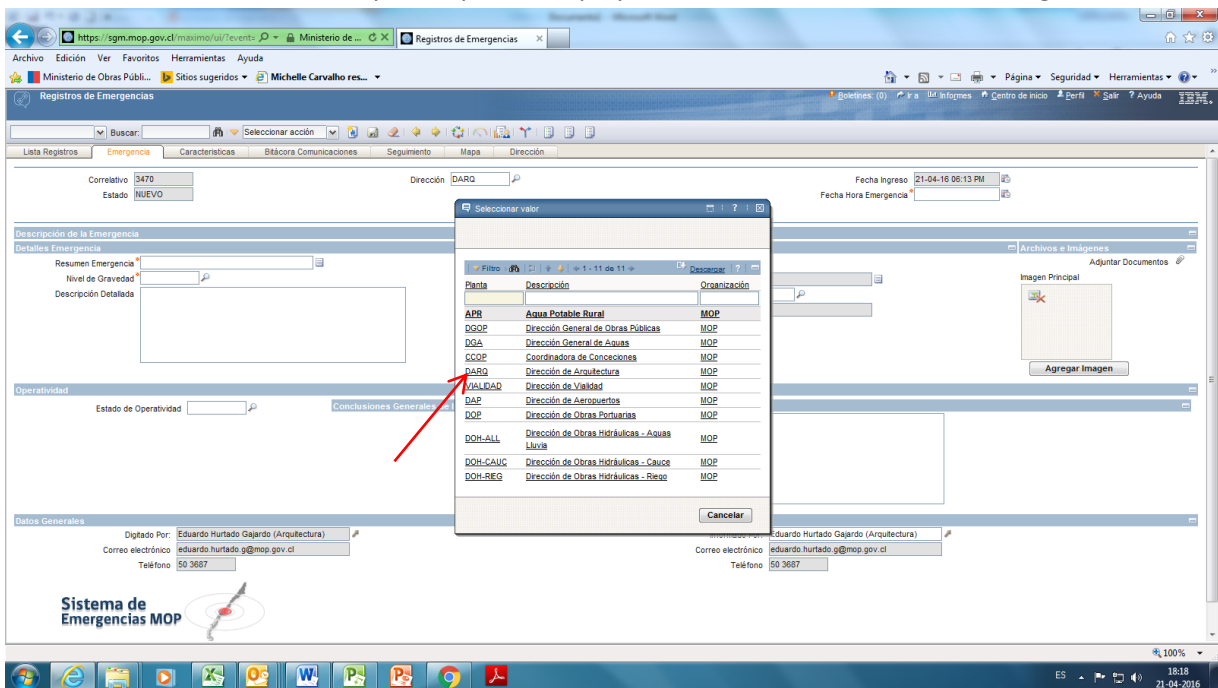 https://sgm.mop.gov.cl/maximo/ui/?event= Ministerio de ... Registros de Emergencias
Archivo Edición Ver Favoritos Herramientas Ayuda
Ministerio de Obras Públi... Sitios sugeridos Michelle Carvalho res... Página Seguridad Herramientas
Registros de Emergencias Boletines: (0) Ir a Informes Centro de inicio Perfil Salir ? Ayuda IBM.
Buscar: Seleccionar acción
Lista Registros Emergencia Características Bitácora Comunicaciones Seguimiento Mapa Dirección
Correlativo 3470 Dirección DARQ Fecha Ingreso 21-04-16 06:13 PM
Estado NUEVO Fecha Hora Emergencia *
Descripción de la Emergencia
Detalles Emergencia Archivos e Imágenes
Resumen Emergencia * Adjuntar Documentos
Nivel de Gravedad * Imagen Principal
Descripción Detallada
Agregar Imagen
Operatividad
Estado de Operatividad Conclusiones Generales
Seleccionar valor ?
Filtro 1 - 11 de 11 Descargar ?
Planta Descripción Organización
APR Agua Potable Rural MOP
DGOP Dirección General de Obras Públicas MOP
DGA Dirección General de Aguas MOP
CCOP Coordinadora de Conceciones MOP
DARQ Dirección de Arquitectura MOP
VIALIDAD Dirección de Vialidad MOP
DAP Dirección de Aeropuertos MOP
DOP Dirección de Obras Portuarias MOP
DOH-ALL Dirección de Obras Hidráulicas - Aguas
Lluvia MOP
DOH-CAUC Dirección de Obras Hidráulicas - Cauce MOP
DOH-RIEG Dirección de Obras Hidráulicas - Riego MOP
Cancelar
Datos Generales
Digitado Por: Eduardo Hurtado Gajardo (Arquitectura) Eduardo Hurtado Gajardo (Arquitectura)
Correo electrónico eduardo.hurtado.g@mop.gov.cl Correo electrónico eduardo.hurtado.g@mop.gov.cl
Teléfono 50 3687 Teléfono 50 3687
Sistema de
Emergencias MOP
100%
ES 18:18
21-04-2016